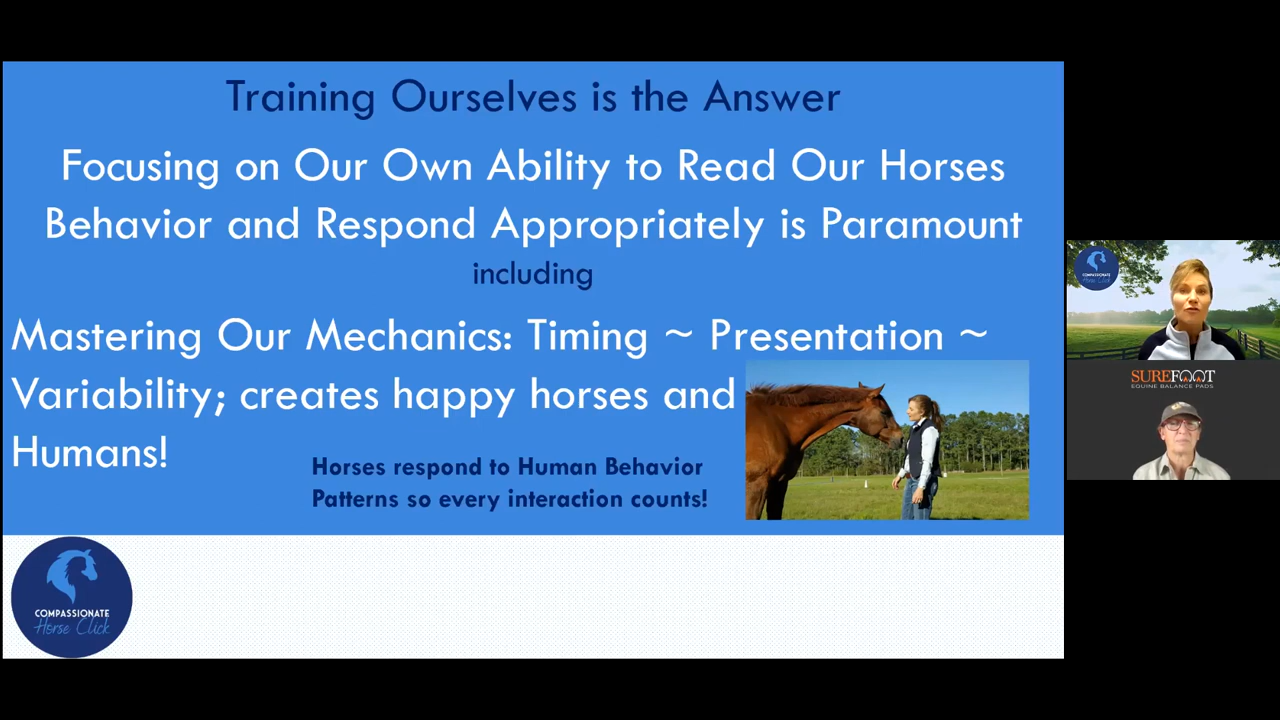 Training Ourselves is the Answer
Focusing on Our Own Ability to Read Our Horses
Behavior and Respond Appropriately is Paramount
including
Mastering Our Mechanics: Timing ~ Presentation ~
Variability; creates happy horses and
Humans!
Horses respond to Human Behavior
Patterns so every interaction counts!
COMPASSIONATE
Horse Click
COMPASSIONATE
Horse Click
SUREFOOT
EQUINE BALANCE PADS